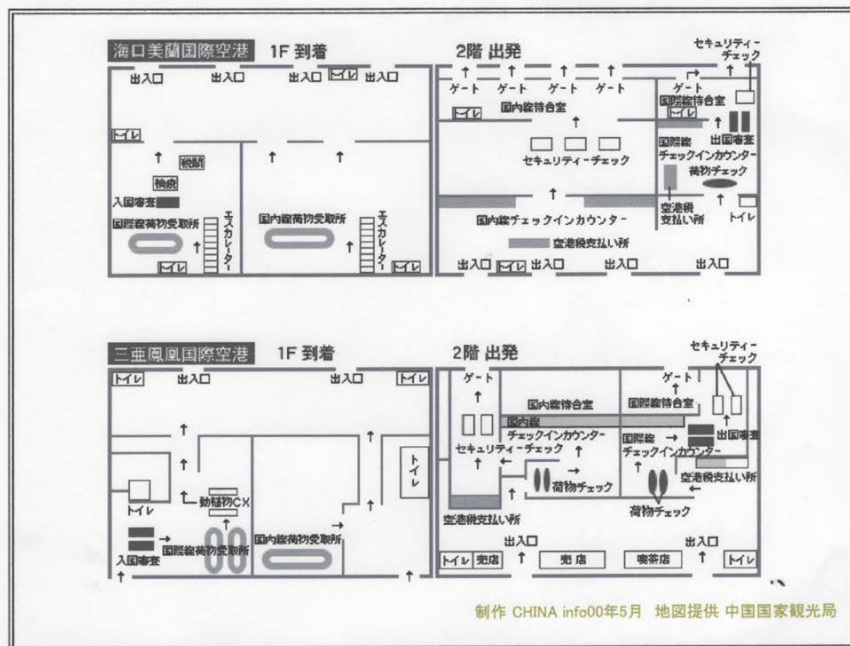 海口美蘭国際空港 1F 到着 2階 出発
セキュリティー
チェック
出入口 出入口 トイレ 出入口
ゲート ゲート ゲート ゲート ゲート
トイレ
国内線待合室
国際線待合室
トイレ
トイレ
税関
検疫
入国審査
国際線荷物受取所
国内線荷物受取所
エスカレーター
エスカレーター
トイレ
トイレ
セキュリティーチェック
国際線
チェックインカウンター
出国審査
荷物チェック
空港税
支払い所
トイレ
国内線チェックインカウンター
空港税支払い所
出入口 トイレ 出入口 出入口 出入口
三亜鳳凰国際空港 1F 到着 2階 出発
セキュリティー
チェック
トイレ 出入口 出入口 トイレ
ゲート ゲート
国内線待合室 国際線待合室
国内線
チェックインカウンター
セキュリティーチェック
国際線
チェックインカウンター
出国審査
空港税支払い所
トイレ
トイレ
動植物CX
入国審査
国際線荷物受取所
国内線荷物受取所
荷物チェック
荷物チェック
空港税支払い所
出入口 出入口
トイレ 売店 売店 喫茶店 トイレ
制作 CHINA info00年5月 地図提供 中国国家観光局